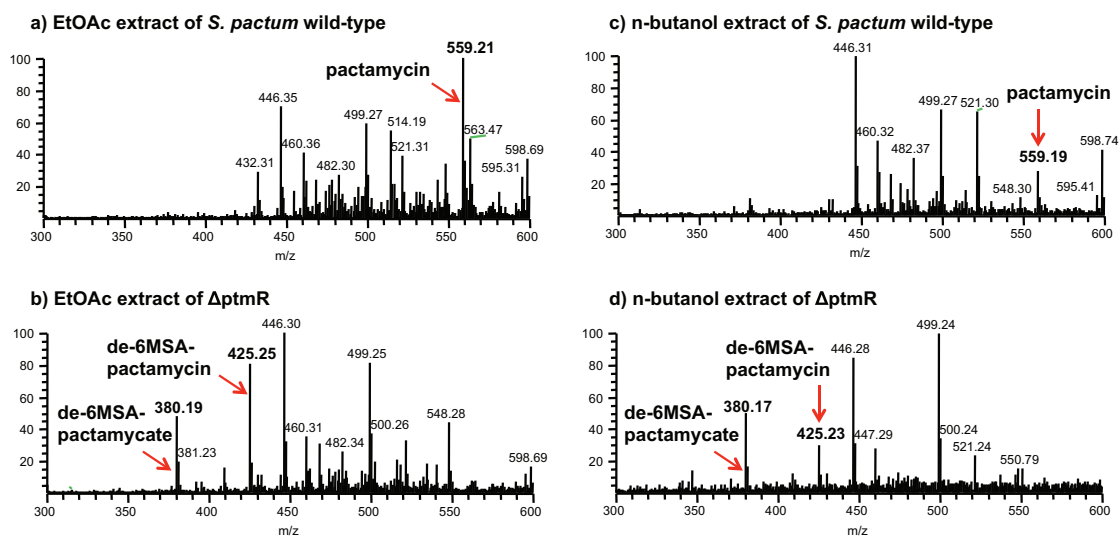 a) EtOAc extract of S. pactum wild-type
559.21
pactamycin
446.35
499.27
514.19
563.47
460.36
521.31
482.30
432.31
598.69
595.31
100
80
60
40
20
300 350 400 450 500 550 600
m/z
c) n-butanol extract of S. pactum wild-type
446.31
499.27
521.30
pactamycin
460.32
482.37
559.19
598.74
548.30
595.41
100
80
60
40
20
300 350 400 450 500 550 600
m/z
b) EtOAc extract of ΔptmR
446.30
de-6MSA-
pactamycin
425.25
499.25
de-6MSA-
pactamycate
380.19
381.23
460.31
500.26
482.34
548.28
598.69
100
80
60
40
20
300 350 400 450 500 550 600
m/z
d) n-butanol extract of ΔptmR
499.24
de-6MSA-
pactamycin
446.28
de-6MSA-
pactamycate
380.17
425.23
447.29
500.24
521.24
550.79
100
80
60
40
20
300 350 400 450 500 550 600
m/z